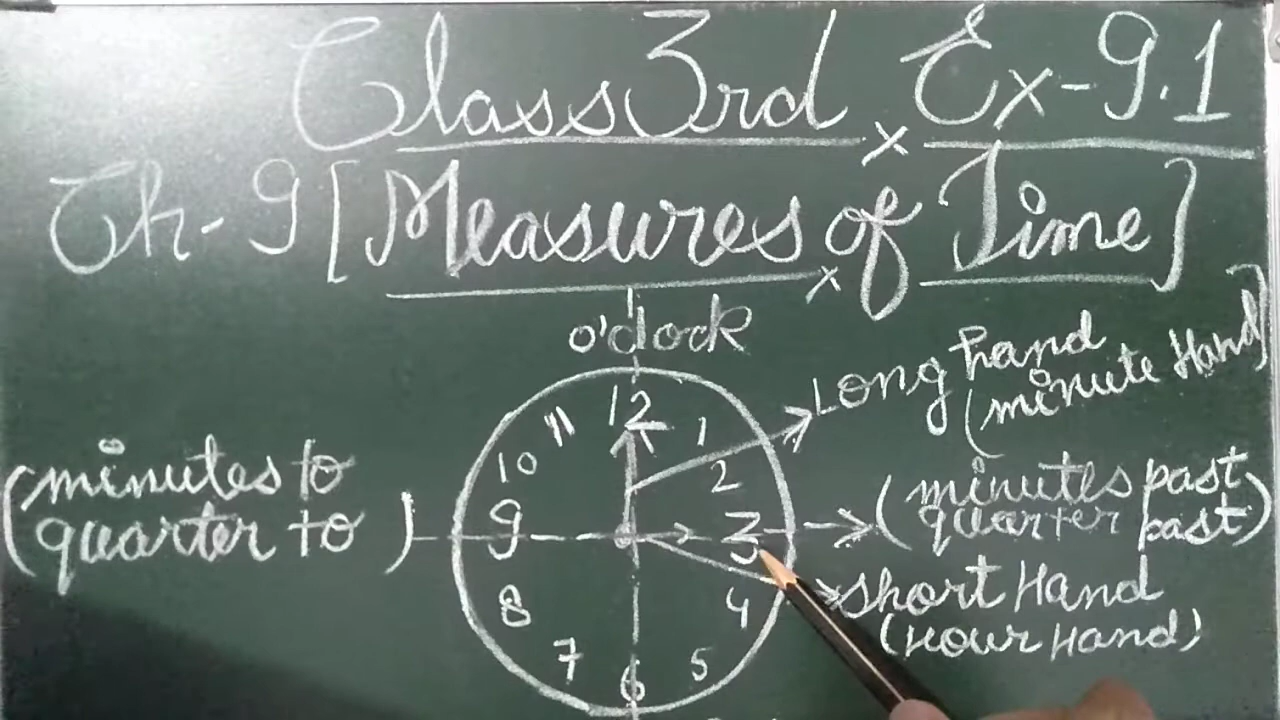 Class 3rd Ex-9.1
Ch-9 [Measures of Time]
o'clock
Long hand
(minute Hand)
12
11
1
10
2
(minutes to
quarter to)
9
3
(minutes past
quarter past)
8
4
short Hand
(Hour Hand)
7
5
6